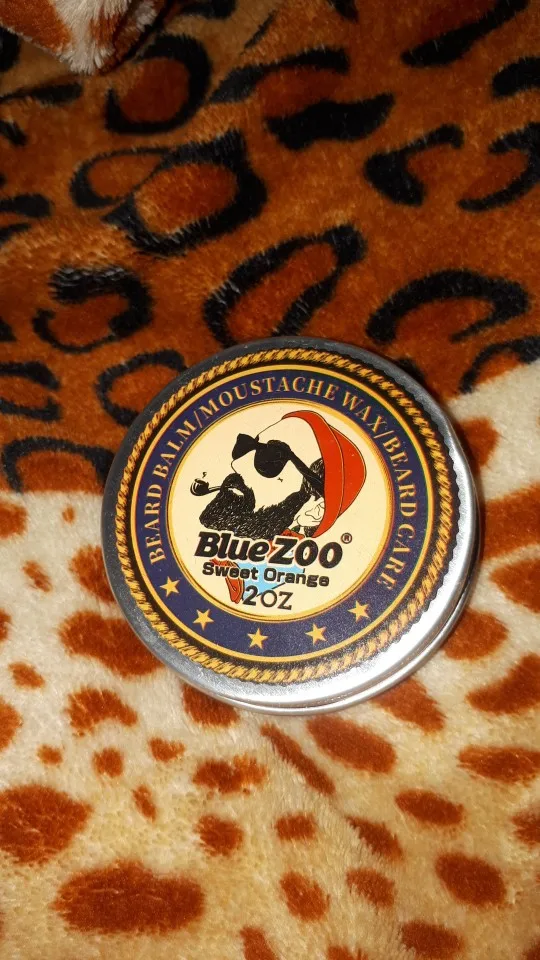 BEARD BALM/MOUSTACHE WAX/BEARD CARE
BlueZOO®
Sweet Orange
2OZ